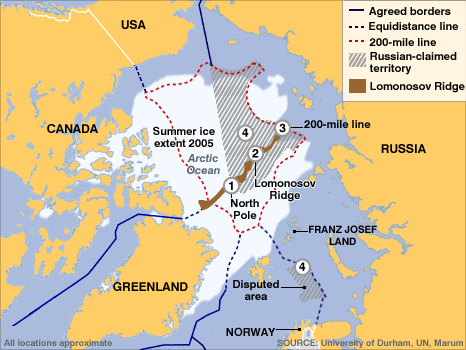 USA
Agreed borders
Equidistance line
200-mile line
Russian-claimed
territory
Lomonosov Ridge
CANADA
Summer ice
extent 2005
4
3
200-mile line
Arctic
Ocean
2
RUSSIA
1
Lomonosov
Ridge
North
Pole
FRANZ JOSEF
LAND
4
GREENLAND
Disputed
area
NORWAY
All locations approximate
SOURCE: University of Durham, UN, Marum